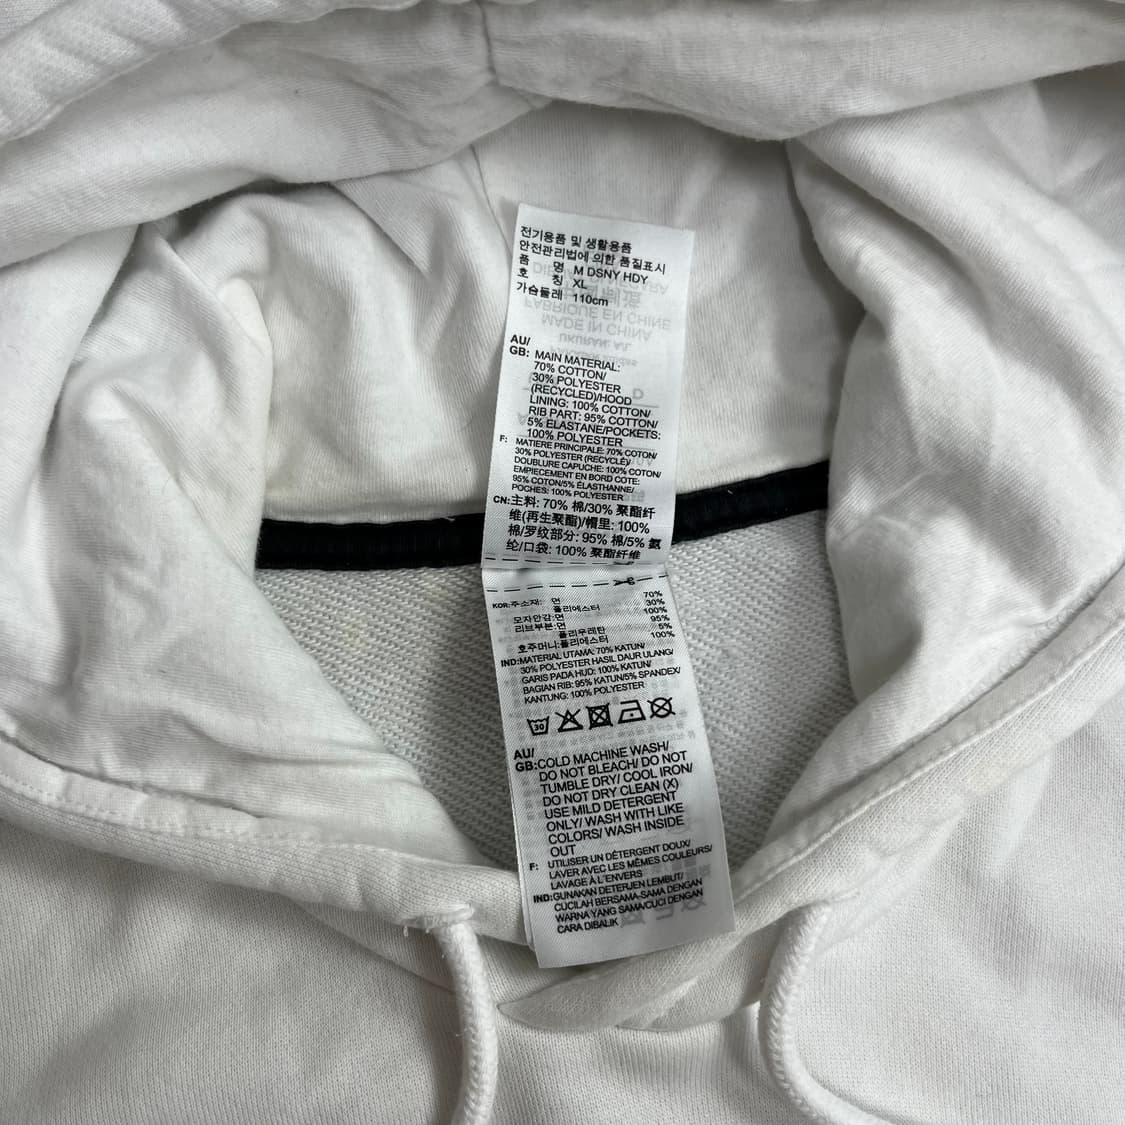 전기용품 및 생활용품
안전관리법에 의한 품질표시
품 명 M DSNY HDY
호 칭 XL
가슴둘레 110cm
AU/
GB: MAIN MATERIAL:
70% COTTON/
30% POLYESTER
(RECYCLED)/HOOD
LINING: 100% COTTON/
RIB PART: 95% COTTON/
5% ELASTANE/POCKETS:
100% POLYESTER
F: MATIERE PRINCIPALE: 70% COTON/
30% POLYESTER (RECYCLÉ)/
DOUBLURE CAPUCHE: 100% COTON/
EMPIECEMENT EN BORD COTE:
95% COTON/5% ÉLASTHANNE/
POCHES: 100% POLYESTER
CN:主料: 70% 棉/30% 聚酯纤
维(再生聚酯)/帽里: 100%
棉/罗纹部分: 95% 棉/5% 氨
纶/口袋: 100% 聚酯纤维
KOR:주소재: 면 70%
폴리에스터 30%
모자안감:면 100%
리브부분:면 95%
폴리우레탄 5%
호주머니:폴리에스터 100%
IND:MATERIAL UTAMA: 70% KATUN/
30% POLYESTER HASIL DAUR ULANG/
GARIS PADA HUD: 100% KATUN/
BAGIAN RIB: 95% KATUN/5% SPANDEX/
KANTUNG: 100% POLYESTER
30
AU/
GB:COLD MACHINE WASH/
DO NOT BLEACH/ DO NOT
TUMBLE DRY/ COOL IRON/
DO NOT DRY CLEAN (X)
USE MILD DETERGENT
ONLY/ WASH WITH LIKE
COLORS/ WASH INSIDE
OUT
F: UTILISER UN DÉTERGENT DOUX/
LAVER AVEC LES MÊMES COULEURS/
LAVAGE À L'ENVERS
IND:GUNAKAN DETERJEN LEMBUT/
CUCILAH BERSAMA-SAMA DENGAN
WARNA YANG SAMA/CUCI DENGAN
CARA DIBALIK